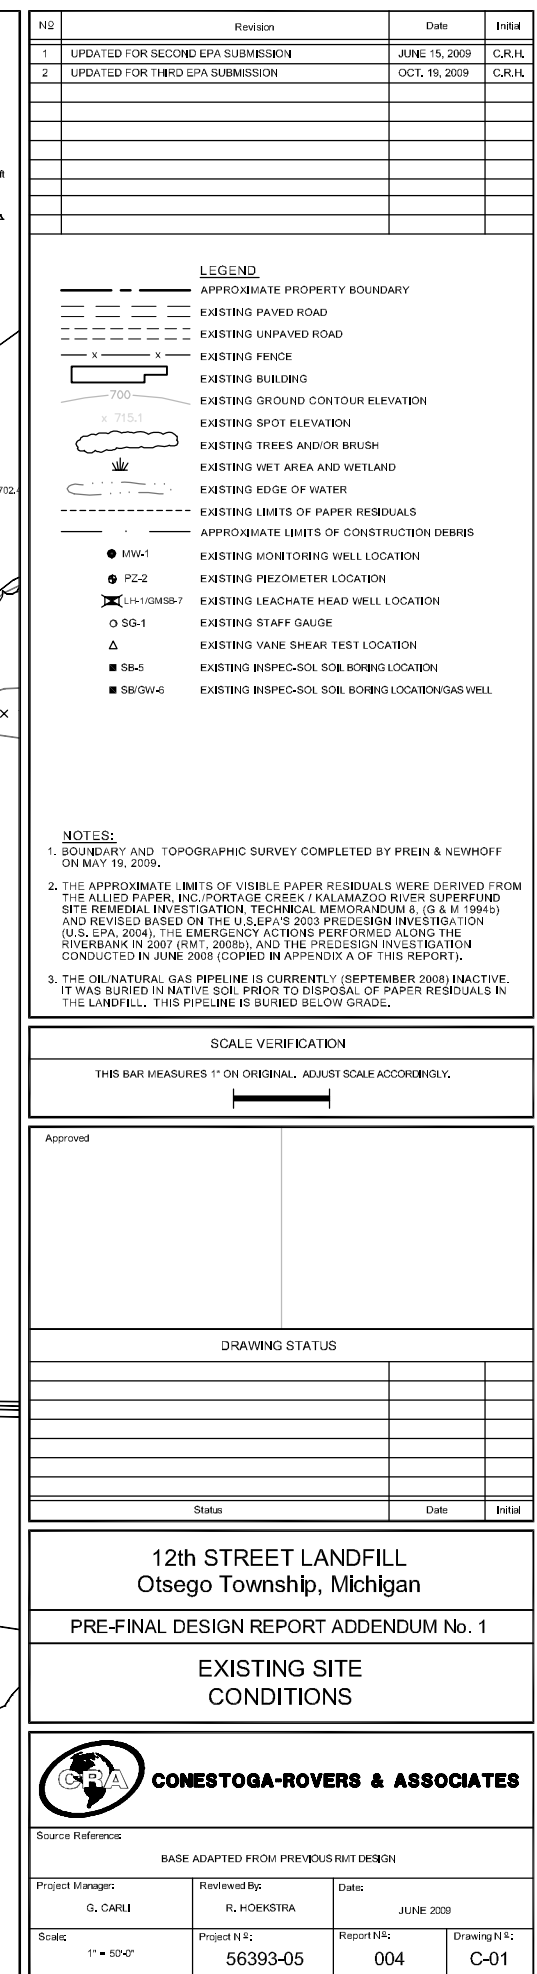 Nº Revision Date Initial
1 UPDATED FOR SECOND EPA SUBMISSION JUNE 15, 2009 C.R.H.
2 UPDATED FOR THIRD EPA SUBMISSION OCT. 19, 2009 C.R.H.
ft
LEGEND
APPROXIMATE PROPERTY BOUNDARY
EXISTING PAVED ROAD
EXISTING UNPAVED ROAD
x x EXISTING FENCE
EXISTING BUILDING
700 EXISTING GROUND CONTOUR ELEVATION
x 715.1 EXISTING SPOT ELEVATION
EXISTING TREES AND/OR BRUSH
EXISTING WET AREA AND WETLAND
702.4 EXISTING EDGE OF WATER
EXISTING LIMITS OF PAPER RESIDUALS
APPROXIMATE LIMITS OF CONSTRUCTION DEBRIS
MW-1 EXISTING MONITORING WELL LOCATION
PZ-2 EXISTING PIEZOMETER LOCATION
LH-1/GMSB-7 EXISTING LEACHATE HEAD WELL LOCATION
SG-1 EXISTING STAFF GAUGE
EXISTING VANE SHEAR TEST LOCATION
SB-5 EXISTING INSPEC-SOL SOIL BORING LOCATION
SB/GW-6 EXISTING INSPEC-SOL SOIL BORING LOCATION/GAS WELL
x
NOTES:
1. BOUNDARY AND TOPOGRAPHIC SURVEY COMPLETED BY PREIN & NEWHOFF
ON MAY 19, 2009.
2. THE APPROXIMATE LIMITS OF VISIBLE PAPER RESIDUALS WERE DERIVED FROM
THE ALLIED PAPER, INC./PORTAGE CREEK / KALAMAZOO RIVER SUPERFUND
SITE REMEDIAL INVESTIGATION, TECHNICAL MEMORANDUM 8, (G & M 1994b)
AND REVISED BASED ON THE U.S.EPA'S 2003 PREDESIGN INVESTIGATION
(U.S. EPA, 2004), THE EMERGENCY ACTIONS PERFORMED ALONG THE
RIVERBANK IN 2007 (RMT, 2008b), AND THE PREDESIGN INVESTIGATION
CONDUCTED IN JUNE 2008 (COPIED IN APPENDIX A OF THIS REPORT).
3. THE OIL/NATURAL GAS PIPELINE IS CURRENTLY (SEPTEMBER 2008) INACTIVE.
IT WAS BURIED IN NATIVE SOIL PRIOR TO DISPOSAL OF PAPER RESIDUALS IN
THE LANDFILL. THIS PIPELINE IS BURIED BELOW GRADE.
SCALE VERIFICATION
THIS BAR MEASURES 1" ON ORIGINAL. ADJUST SCALE ACCORDINGLY.
Approved
DRAWING STATUS
Status Date Initial
12th STREET LANDFILL
Otsego Township, Michigan
PRE-FINAL DESIGN REPORT ADDENDUM No. 1
EXISTING SITE
CONDITIONS
CRA CONESTOGA-ROVERS & ASSOCIATES
Source Reference:
BASE ADAPTED FROM PREVIOUS RMT DESIGN
Project Manager: Reviewed By: Date:
G. CARLI R. HOEKSTRA JUNE 2009
Scale: Project Nº: Report Nº: Drawing Nº:
1" = 50'-0" 56393-05 004 C-01